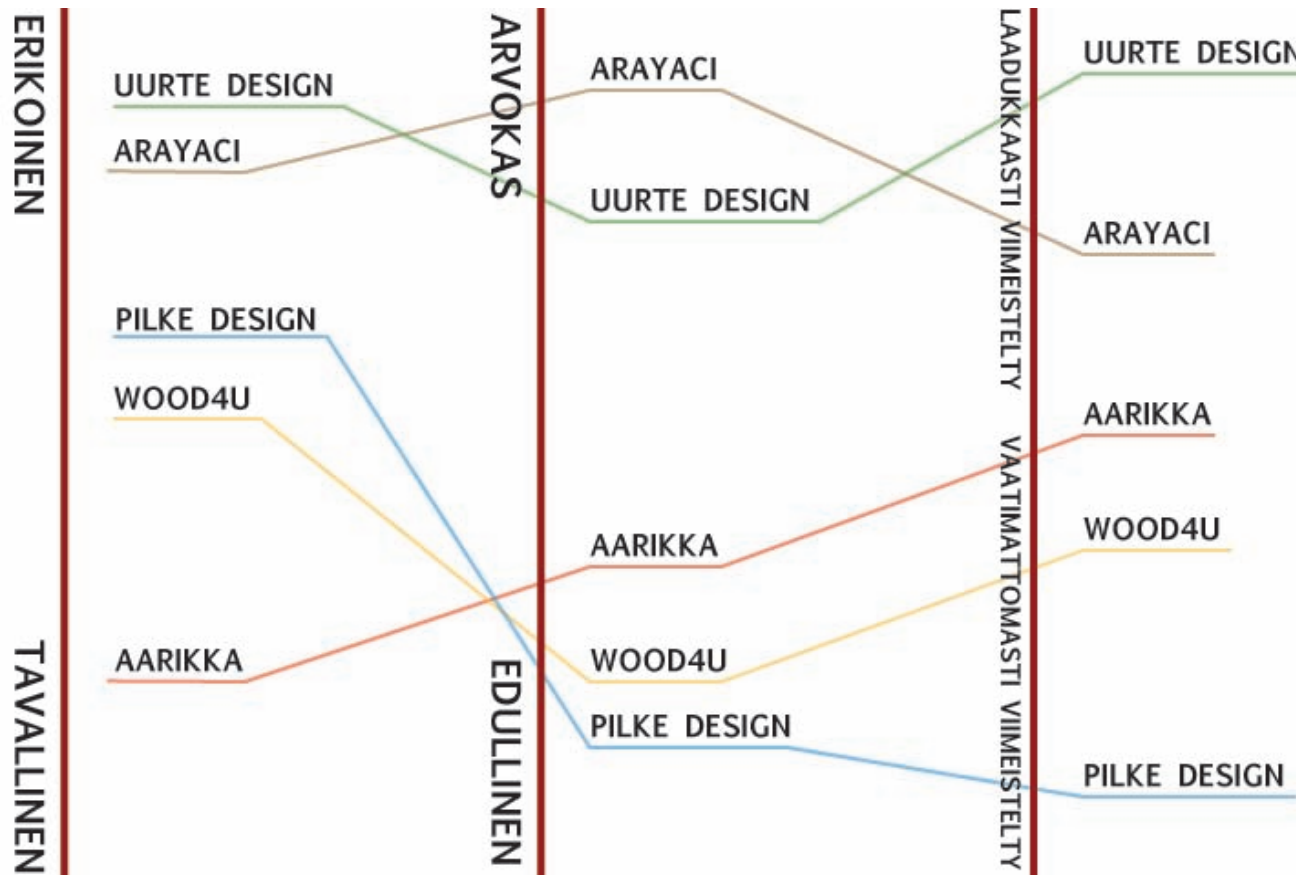 ERIKOINEN
TAVALLINEN
UURTE DESIGN
ARAYACI
PILKE DESIGN
WOOD4U
AARIKKA
ARVOKAS
EDULLINEN
ARAYACI
UURTE DESIGN
AARIKKA
WOOD4U
PILKE DESIGN
LAADUKKAASTI VIIMEISTELTY
VAATIMATTOMASTI VIIMEISTELTY
UURTE DESIGN
ARAYACI
AARIKKA
WOOD4U
PILKE DESIGN